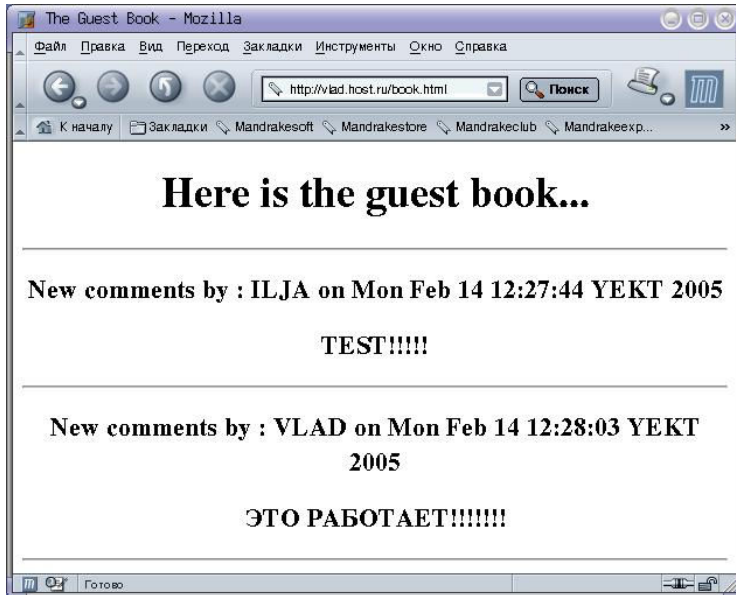 The Guest Book - Mozilla
Файл Правка Вид Переход Закладки Инструменты Окно Справка
http://vlad.host.ru/book.html Поиск
К началу Закладки Mandrakesoft Mandrakestore Mandrakeclub Mandrakeexp... »
Here is the guest book...
New comments by : ILJA on Mon Feb 14 12:27:44 YEKT 2005
TEST!!!!!
New comments by : VLAD on Mon Feb 14 12:28:03 YEKT
2005
ЭТО РАБОТАЕТ!!!!!!!
Готово